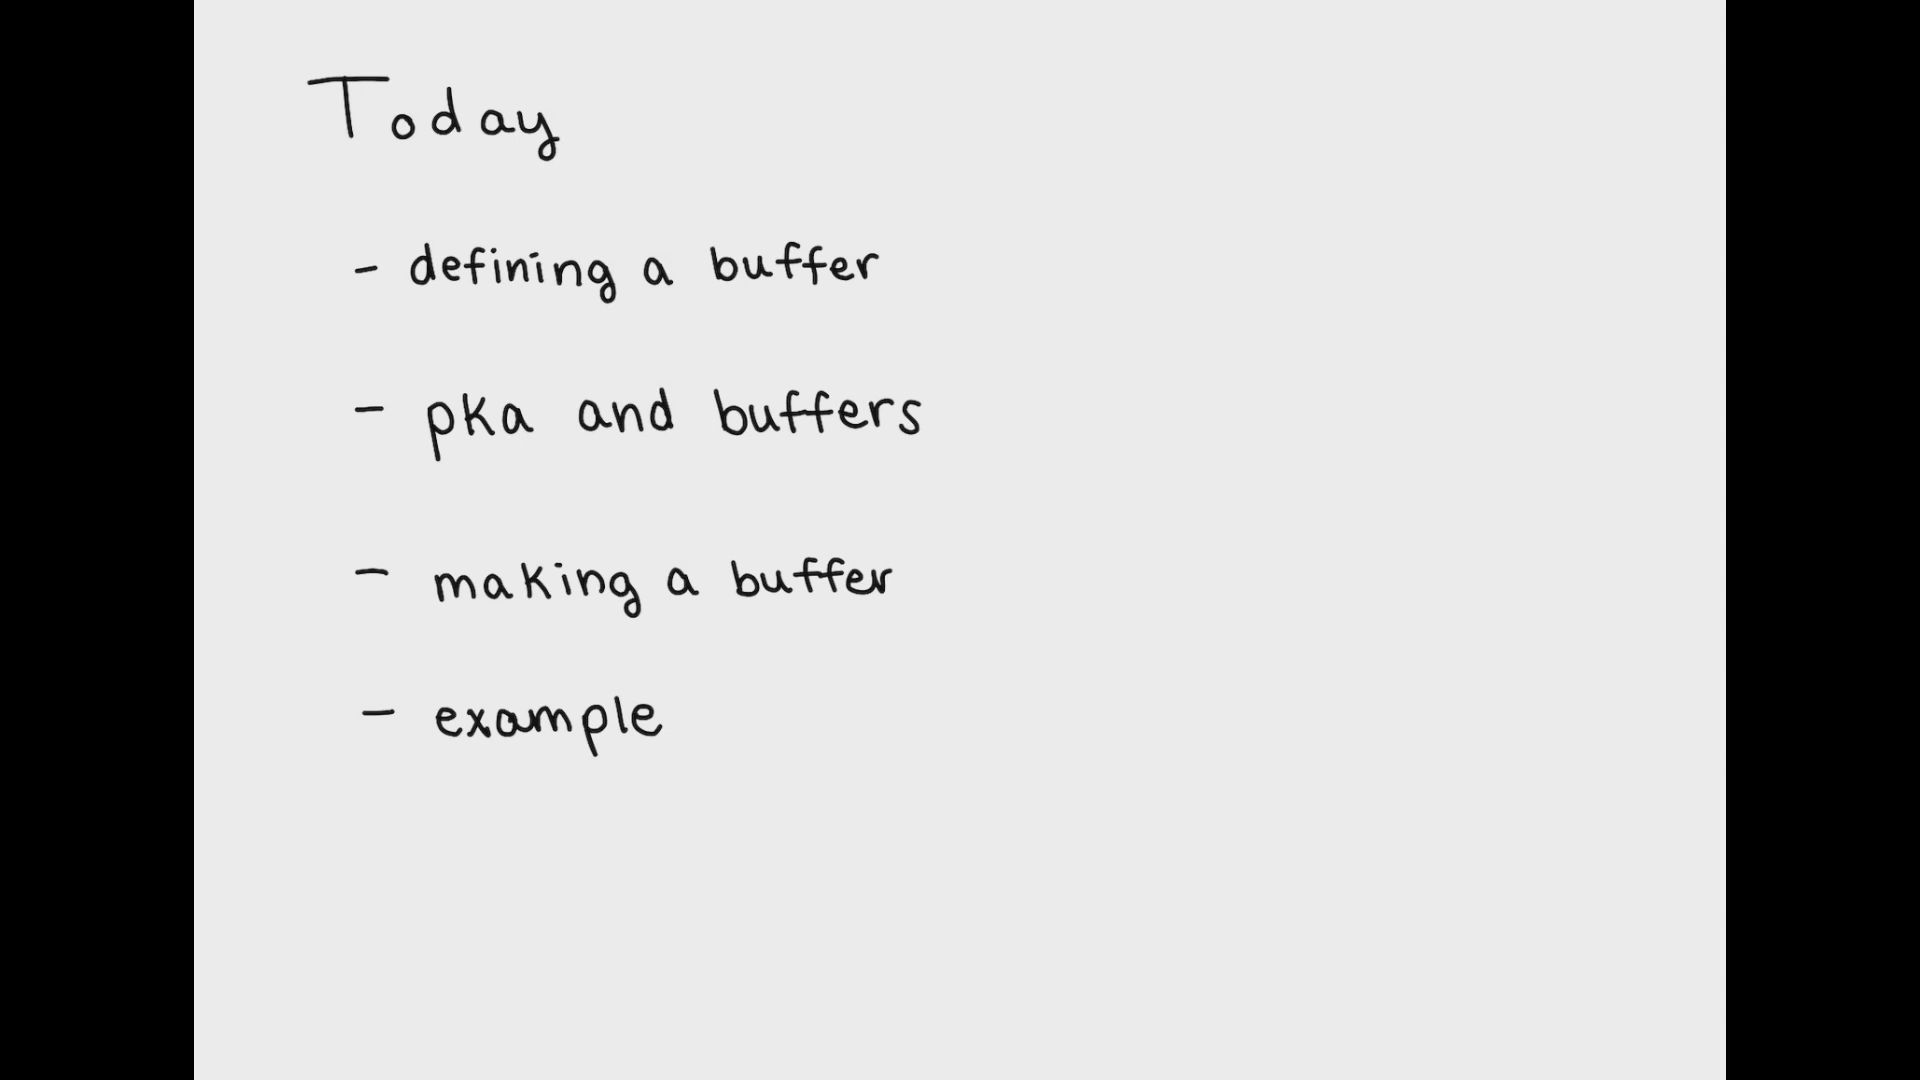 Today
- defining a buffer
- pka and buffers
- making a buffer
- example